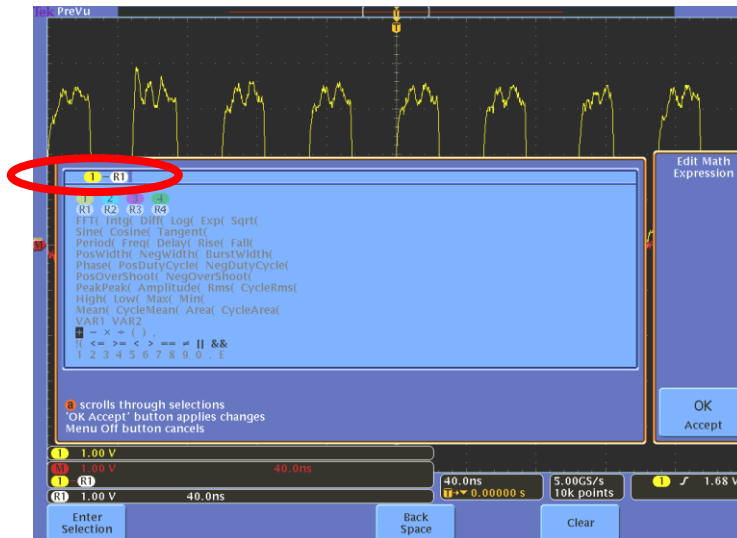 Tek PreVu
T
1 – R1
Edit Math
Expression
1 2 3 4
R1 R2 R3 R4
FFT( Intg( Diff( Log( Exp( Sqrt(
Sine( Cosine( Tangent(
Period( Freq( Delay( Rise( Fall(
PosWidth( NegWidth( BurstWidth(
Phase( PosDutyCycle( NegDutyCycle(
PosOverShoot( NegOverShoot(
PeakPeak( Amplitude( Rms( CycleRms(
High( Low( Max( Min(
Mean( CycleMean( Area( CycleArea(
VAR1 VAR2
+ − × ÷ ( ) ,
!( <= >= < > == ≠ || &&
1 2 3 4 5 6 7 8 9 0 . E
M
a scrolls through selections
'OK Accept' button applies changes
Menu Off button cancels
OK
Accept
1 1.00 V
M 1.00 V 40.0ns
1 – R1
R1 1.00 V 40.0ns
40.0ns
T→▼ 0.00000 s
5.00GS/s
10k points
1 ∫ 1.68 V
Enter
Selection
Back
Space
Clear